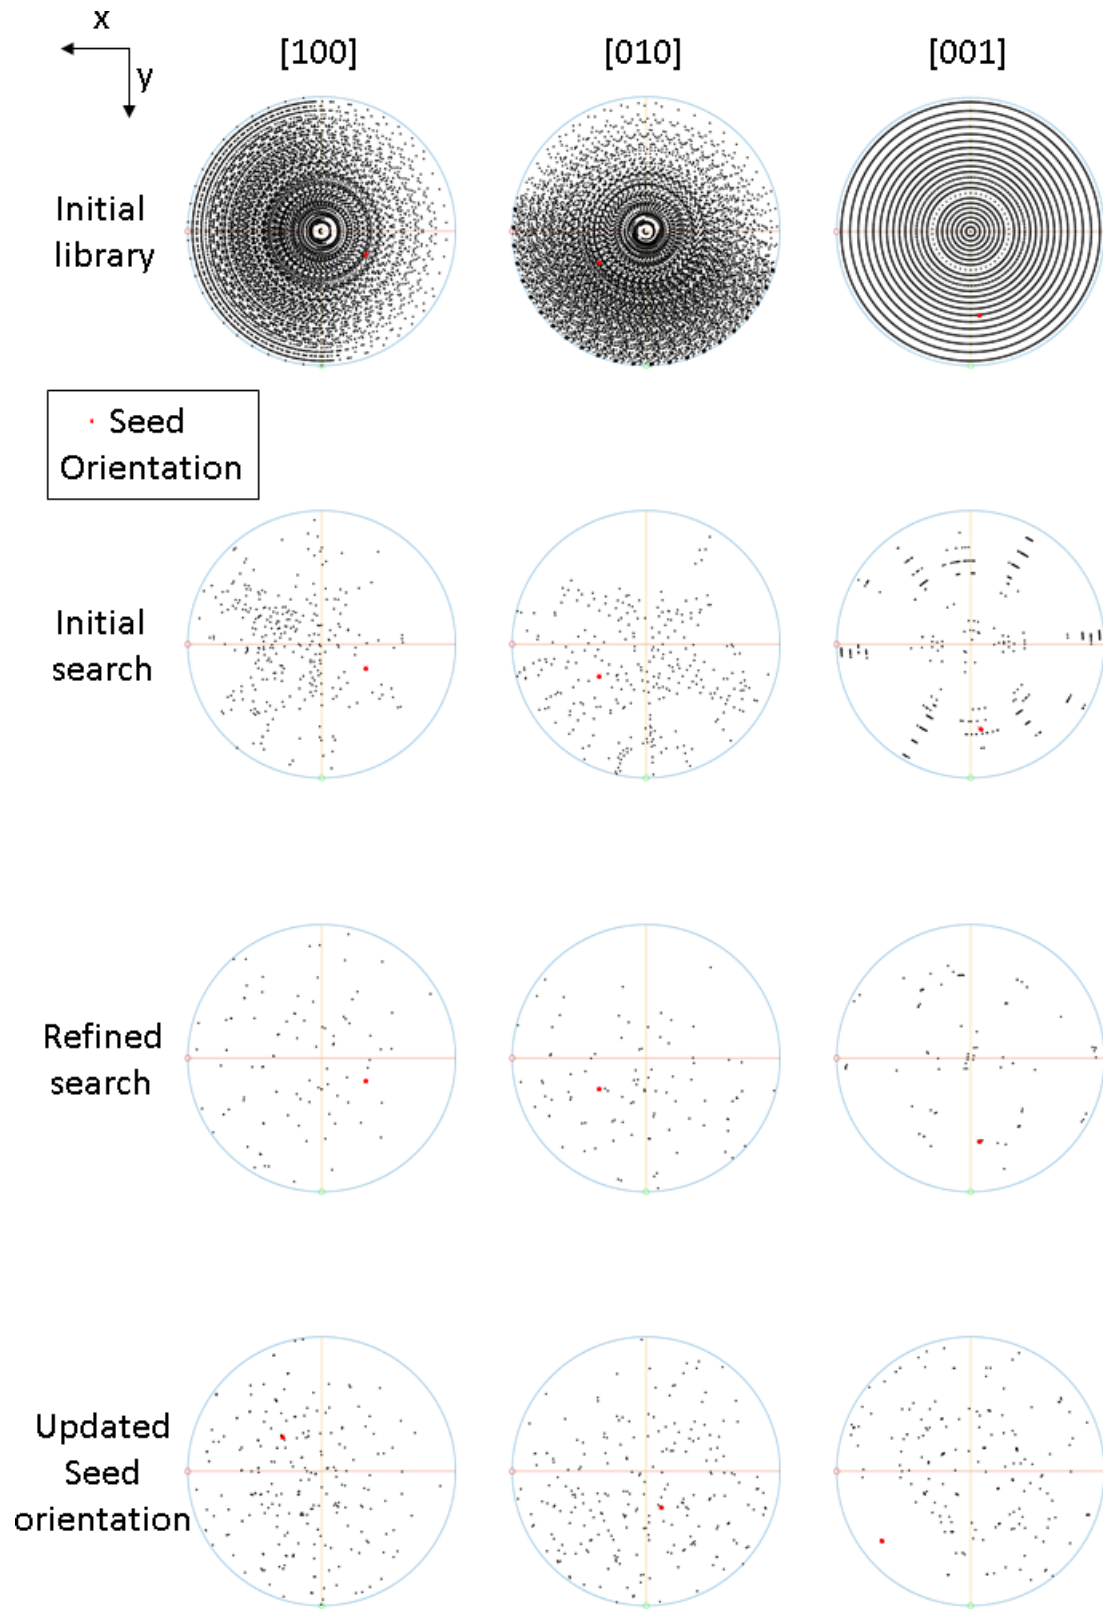 x
y
[100]
[010]
[001]
Initial
library
Seed
Orientation
Initial
search
Refined
search
Updated
Seed
orientation